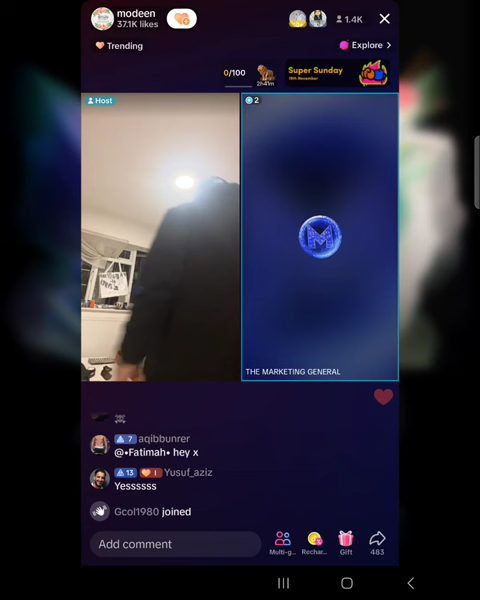 modeen
37.1K likes
1.4K
Trending
Explore >
0/100
2h41m
Super Sunday
Host
2
M
THE MARKETING GENERAL
7 aqibbunrer
@•Fatimah• hey x
13 I Yusuf_aziz
Yessssss
Gcol1980 joined
Add comment
Multi-g...
Rechar...
Gift
483